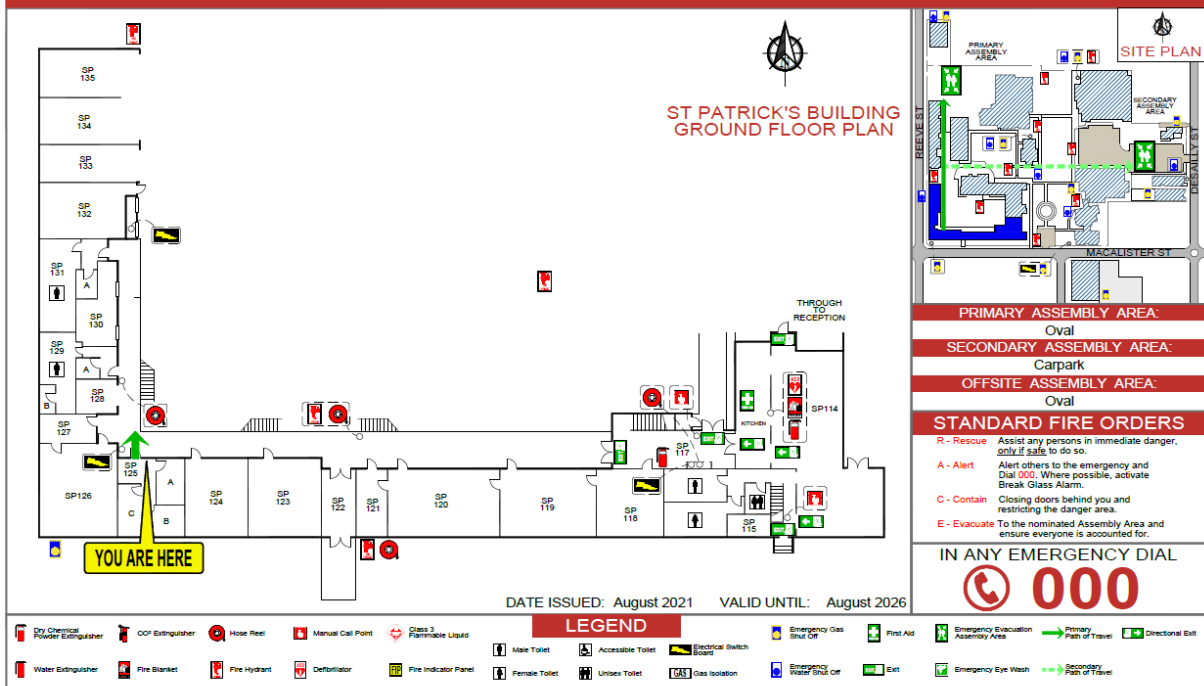 SP
135
SP
134
SP
133
SP
132
SP
131
A
SP
130
SP
129
A
SP
128
B
SP
127
SP
125
SP126
A
C
B
SP
124
SP
123
SP
122
SP
121
SP
120
SP
119
SP
118
SP
117
SP
115
SP114
KITCHEN
THROUGH
TO
RECEPTION
YOU ARE HERE
ST PATRICK'S BUILDING
GROUND FLOOR PLAN
DATE ISSUED: August 2021 VALID UNTIL: August 2026
SITE PLAN
PRIMARY
ASSEMBLY
AREA
SECONDARY
ASSEMBLY
AREA
REEVE ST
DESAILLY ST
MACALISTER ST
PRIMARY ASSEMBLY AREA:
Oval
SECONDARY ASSEMBLY AREA:
Carpark
OFFSITE ASSEMBLY AREA:
Oval
STANDARD FIRE ORDERS
R - Rescue Assist any persons in immediate danger,
only if safe to do so.
A - Alert Alert others to the emergency and
Dial 000. Where possible, activate
Break Glass Alarm.
C - Contain Closing doors behind you and
restricting the danger area.
E - Evacuate To the nominated Assembly Area and
ensure everyone is accounted for.
IN ANY EMERGENCY DIAL
000
LEGEND
Dry Chemical
Powder Extinguisher
CO² Extinguisher
Hose Reel
Manual Call Point
Class 3
Flammable Liquid
Male Toilet
Accessible Toilet
Electrical Switch
Board
Emergency Gas
Shut Off
First Aid
Emergency Evacuation
Assembly Area
Primary
Path of Travel
Directional Exit
Water Extinguisher
Fire Blanket
Fire Hydrant
Defibrillator
FIP
Fire Indicator Panel
Female Toilet
Unisex Toilet
GAS
Gas Isolation
Emergency
Water Shut Off
EXIT
Exit
Emergency Eye Wash
Secondary
Path of Travel